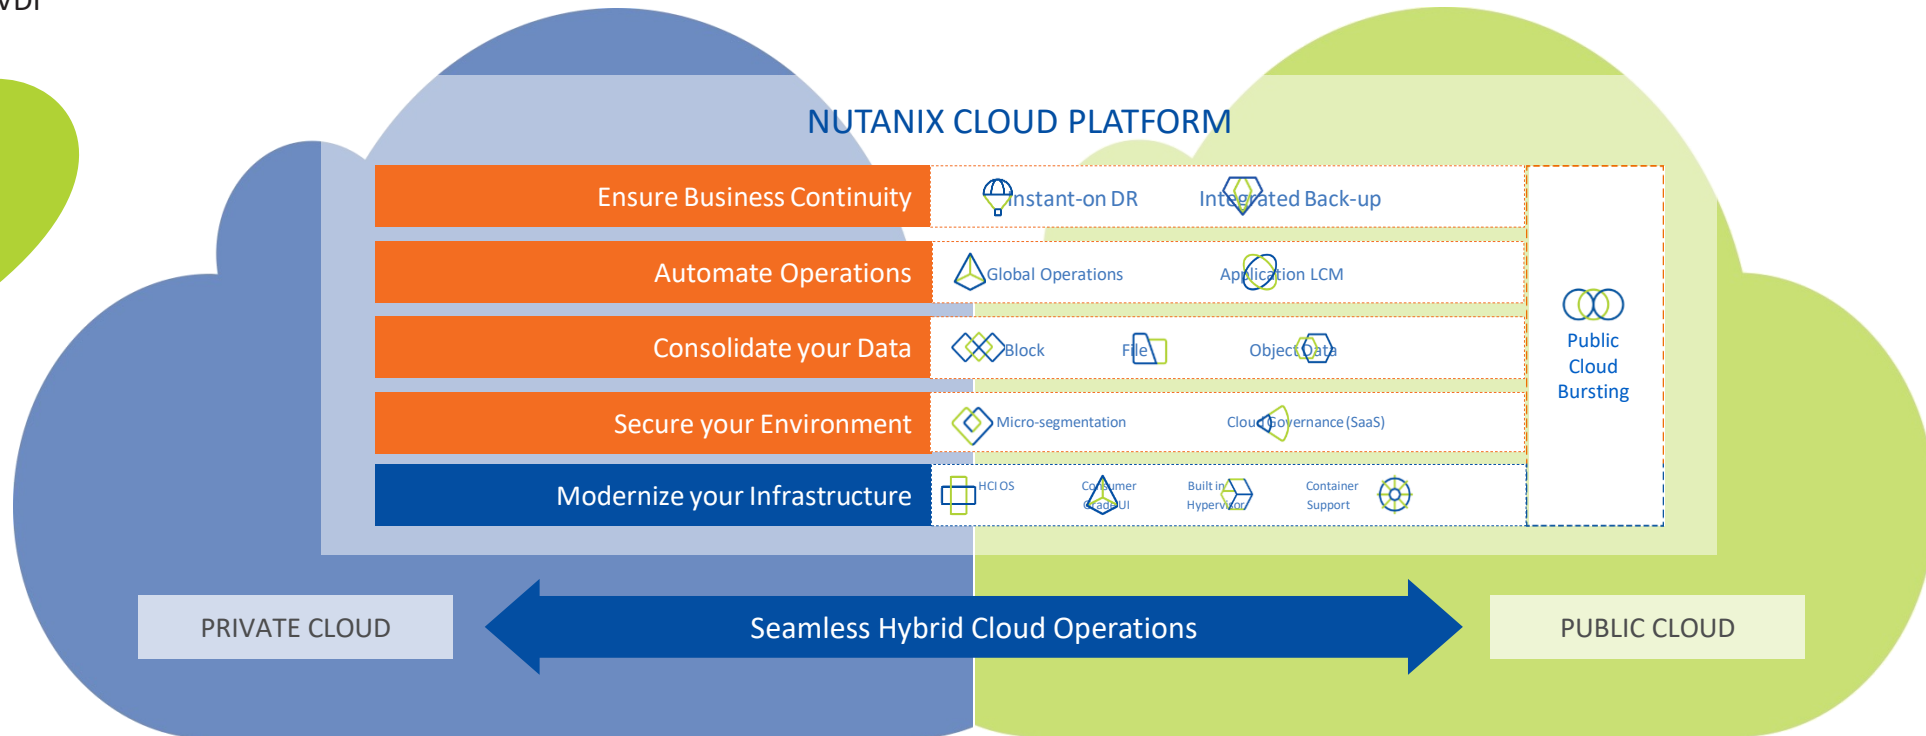 VDI
NUTANIX CLOUD PLATFORM
Ensure Business Continuity
Instant-on DR
Integrated Back-up
Automate Operations
Global Operations
Application LCM
Consolidate your Data
Block
File
Object Data
Secure your Environment
Micro-segmentation
Cloud Governance (SaaS)
Modernize your Infrastructure
HCI OS
Consumer
Grade UI
Built in
Hypervisor
Container
Support
Public
Cloud
Bursting
PRIVATE CLOUD
Seamless Hybrid Cloud Operations
PUBLIC CLOUD